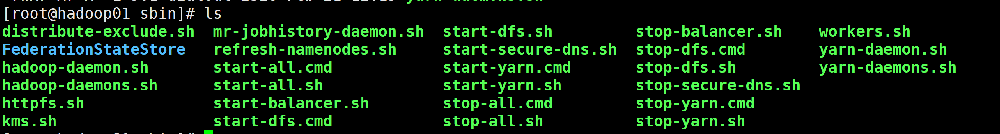 yarn-daemons.sh
[root@hadoop01 sbin]# ls
distribute-exclude.sh  mr-jobhistory-daemon.sh  start-dfs.sh         stop-balancer.sh    workers.sh
FederationStateStore   refresh-namenodes.sh     start-secure-dns.sh  stop-dfs.cmd        yarn-daemon.sh
hadoop-daemon.sh       start-all.cmd            start-yarn.cmd       stop-dfs.sh         yarn-daemons.sh
hadoop-daemons.sh      start-all.sh             start-yarn.sh        stop-secure-dns.sh
httpfs.sh              start-balancer.sh        stop-all.cmd         stop-yarn.cmd
kms.sh                 start-dfs.cmd            stop-all.sh          stop-yarn.sh